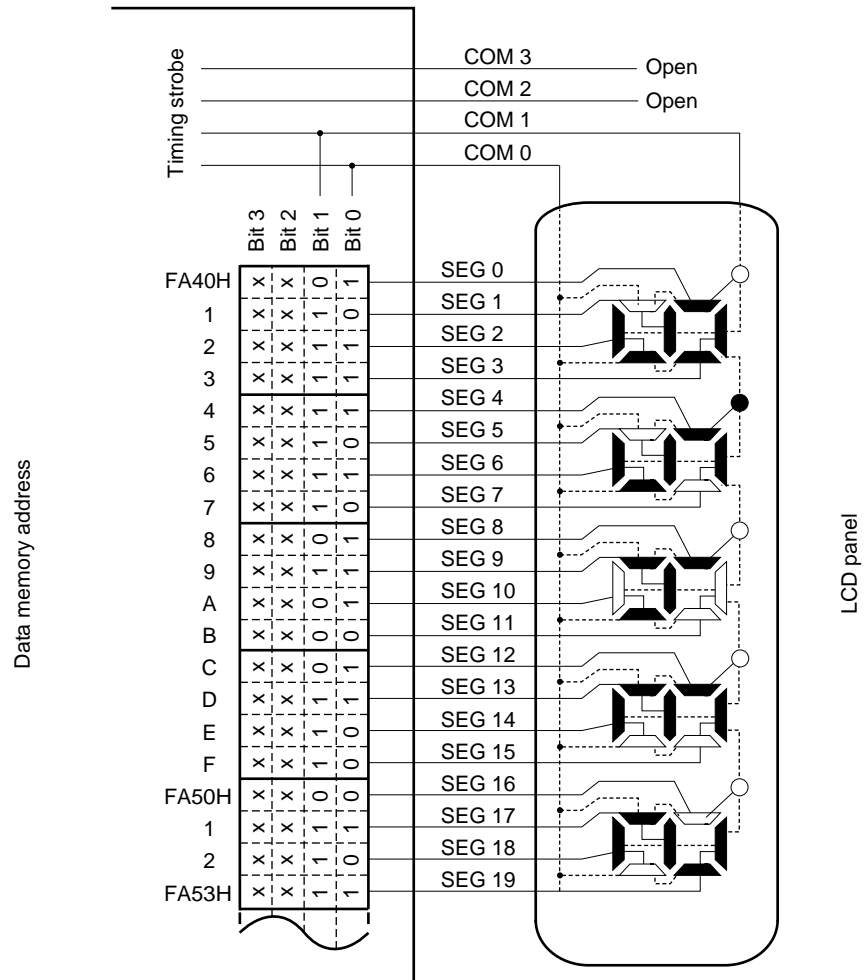 COM 3
Open
COM 2
Open
COM 1
COM 0
Timing strobe
Bit 3 Bit 2 Bit 1 Bit 0
FA40H x x 0 1 SEG 0
1 x x 1 0 SEG 1
2 x x 1 1 SEG 2
3 x x 1 1 SEG 3
4 x x 1 1 SEG 4
5 x x 1 0 SEG 5
6 x x 1 1 SEG 6
7 x x 1 0 SEG 7
8 x x 0 1 SEG 8
9 x x 1 1 SEG 9
A x x 0 1 SEG 10
B x x 0 0 SEG 11
C x x 0 1 SEG 12
D x x 1 1 SEG 13
E x x 1 0 SEG 14
F x x 1 0 SEG 15
FA50H x x 0 0 SEG 16
1 x x 1 1 SEG 17
2 x x 1 0 SEG 18
FA53H x x 1 1 SEG 19
Data memory address
LCD panel